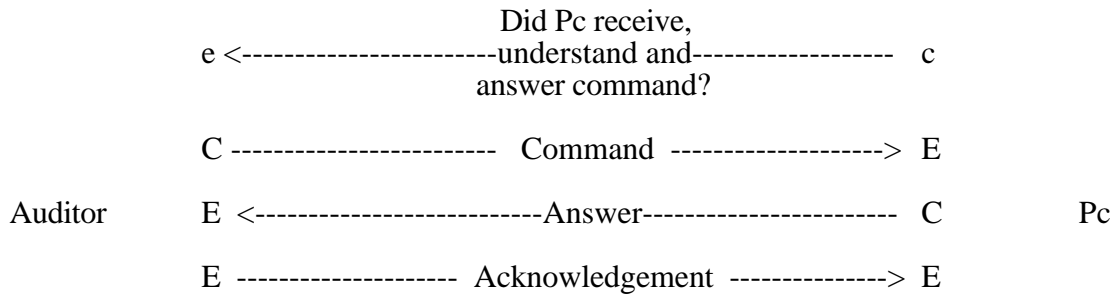 Did Pc receive,
e <------------------------understand and------------------- c
answer command?
C ------------------------- Command --------------------> E
Auditor E <---------------------------Answer------------------------ C Pc
E --------------------- Acknowledgement ---------------> E